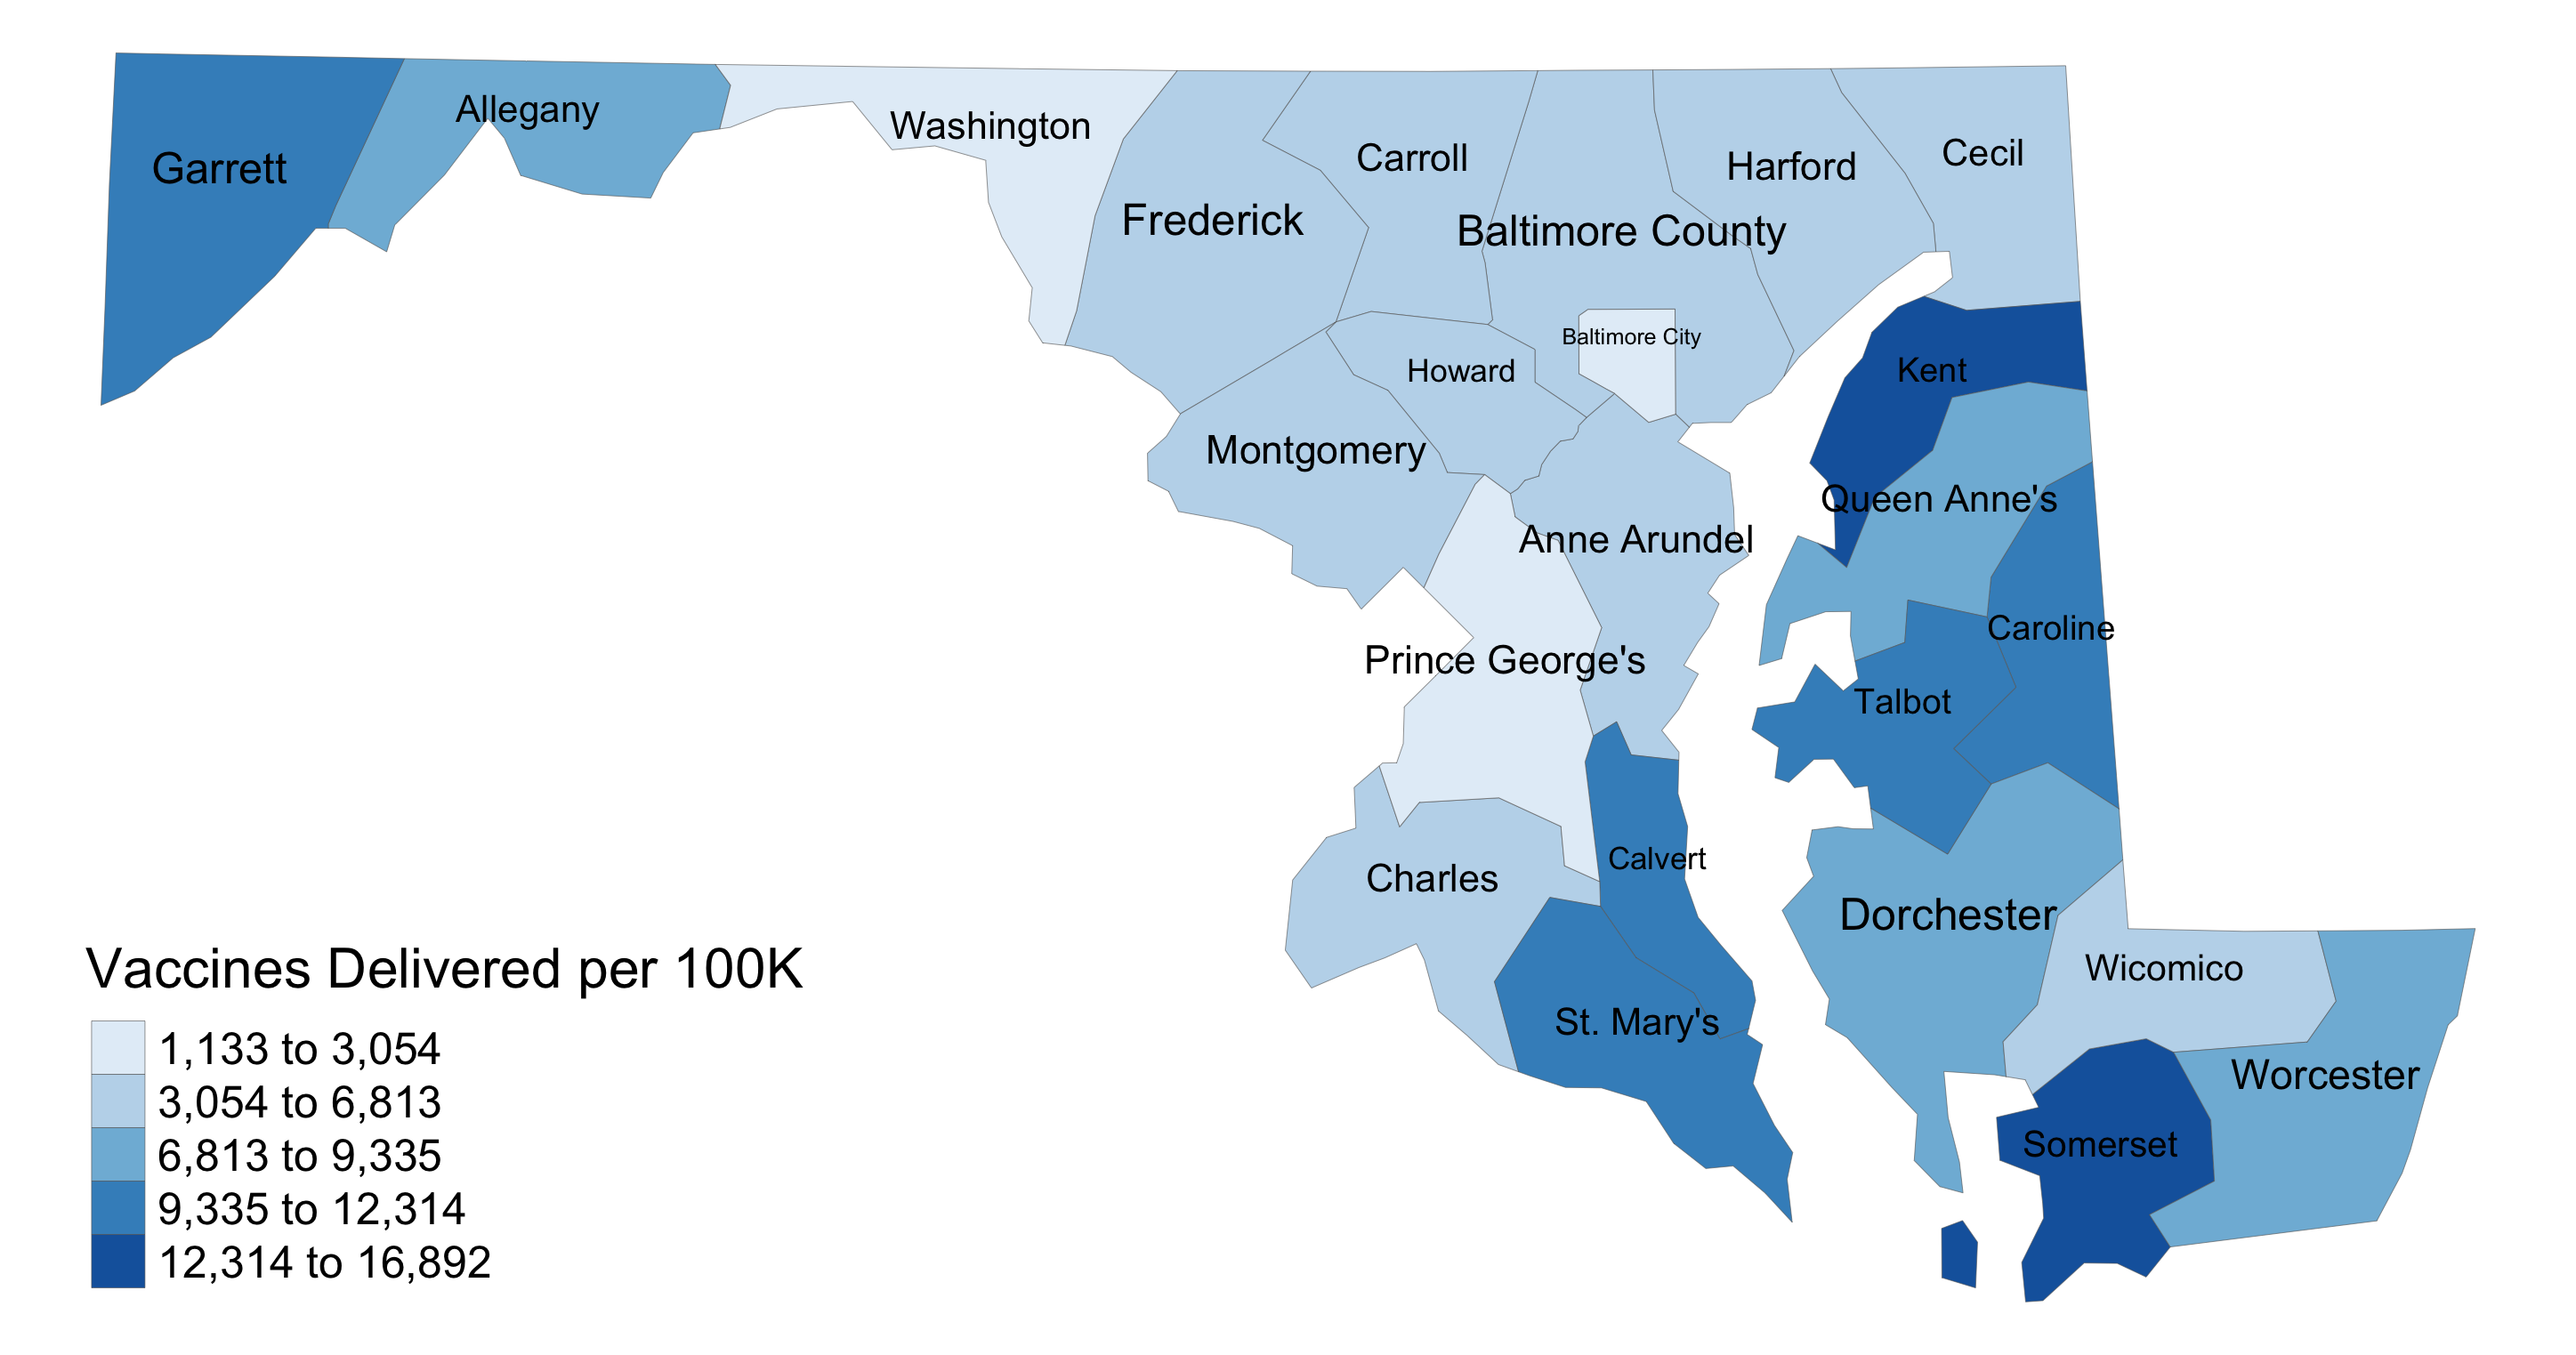 Allegany
Washington
Garrett
Carroll
Harford
Cecil
Frederick
Baltimore County
Baltimore City
Howard
Kent
Montgomery
Queen Anne's
Anne Arundel
Caroline
Prince George's
Talbot
Calvert
Charles
Dorchester
Wicomico
St. Mary's
Worcester
Somerset
Vaccines Delivered per 100K
1,133 to 3,054
3,054 to 6,813
6,813 to 9,335
9,335 to 12,314
12,314 to 16,892